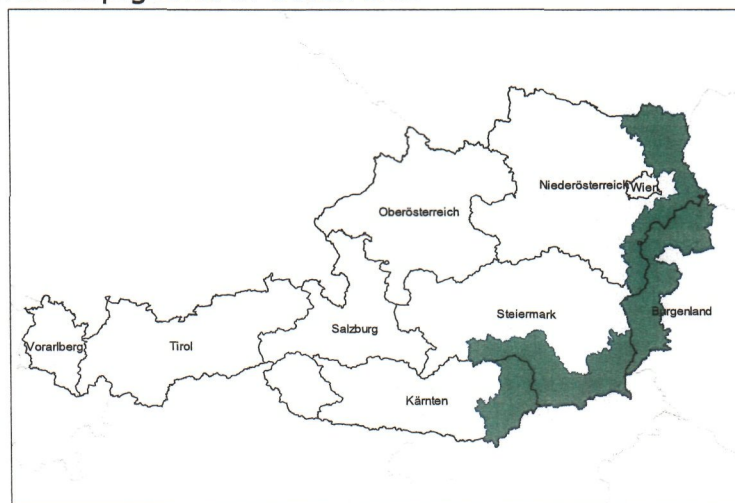 Niederösterreich
Wien
Oberösterreich
Steiermark
Burgenland
Salzburg
Vorarlberg
Tirol
Kärnten